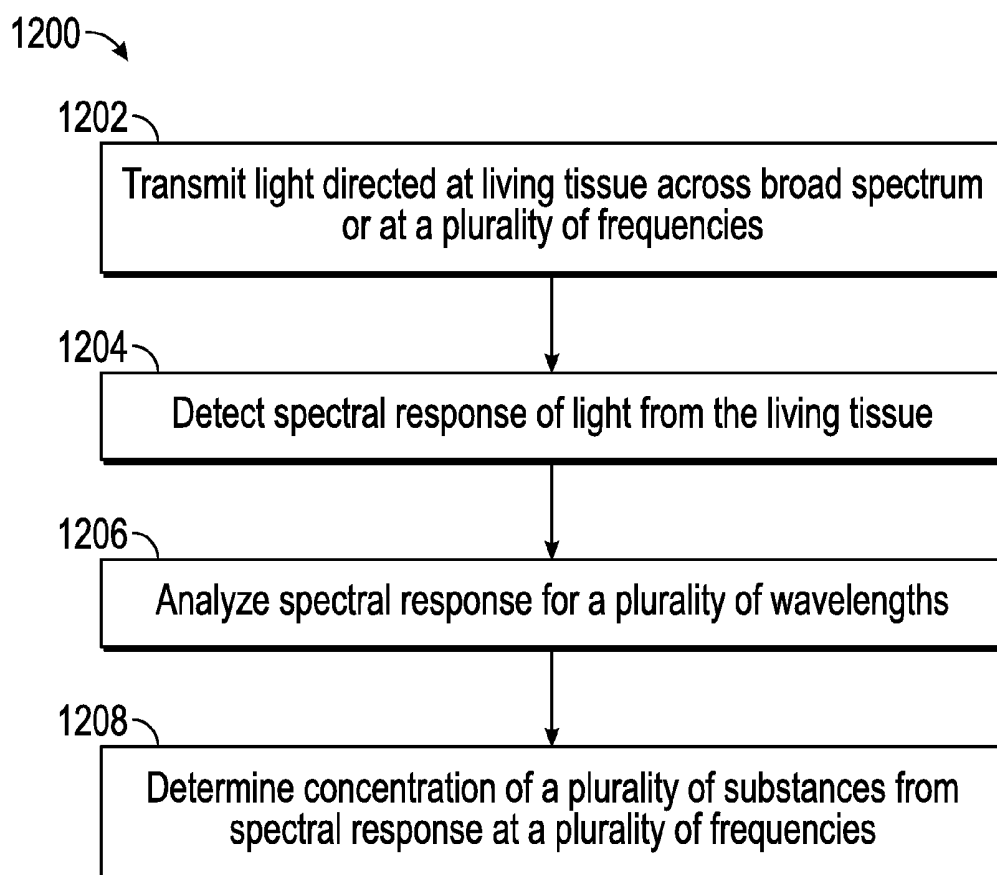 1200
1202
Transmit light directed at living tissue across broad spectrum
or at a plurality of frequencies
1204
Detect spectral response of light from the living tissue
1206
Analyze spectral response for a plurality of wavelengths
1208
Determine concentration of a plurality of substances from
spectral response at a plurality of frequencies